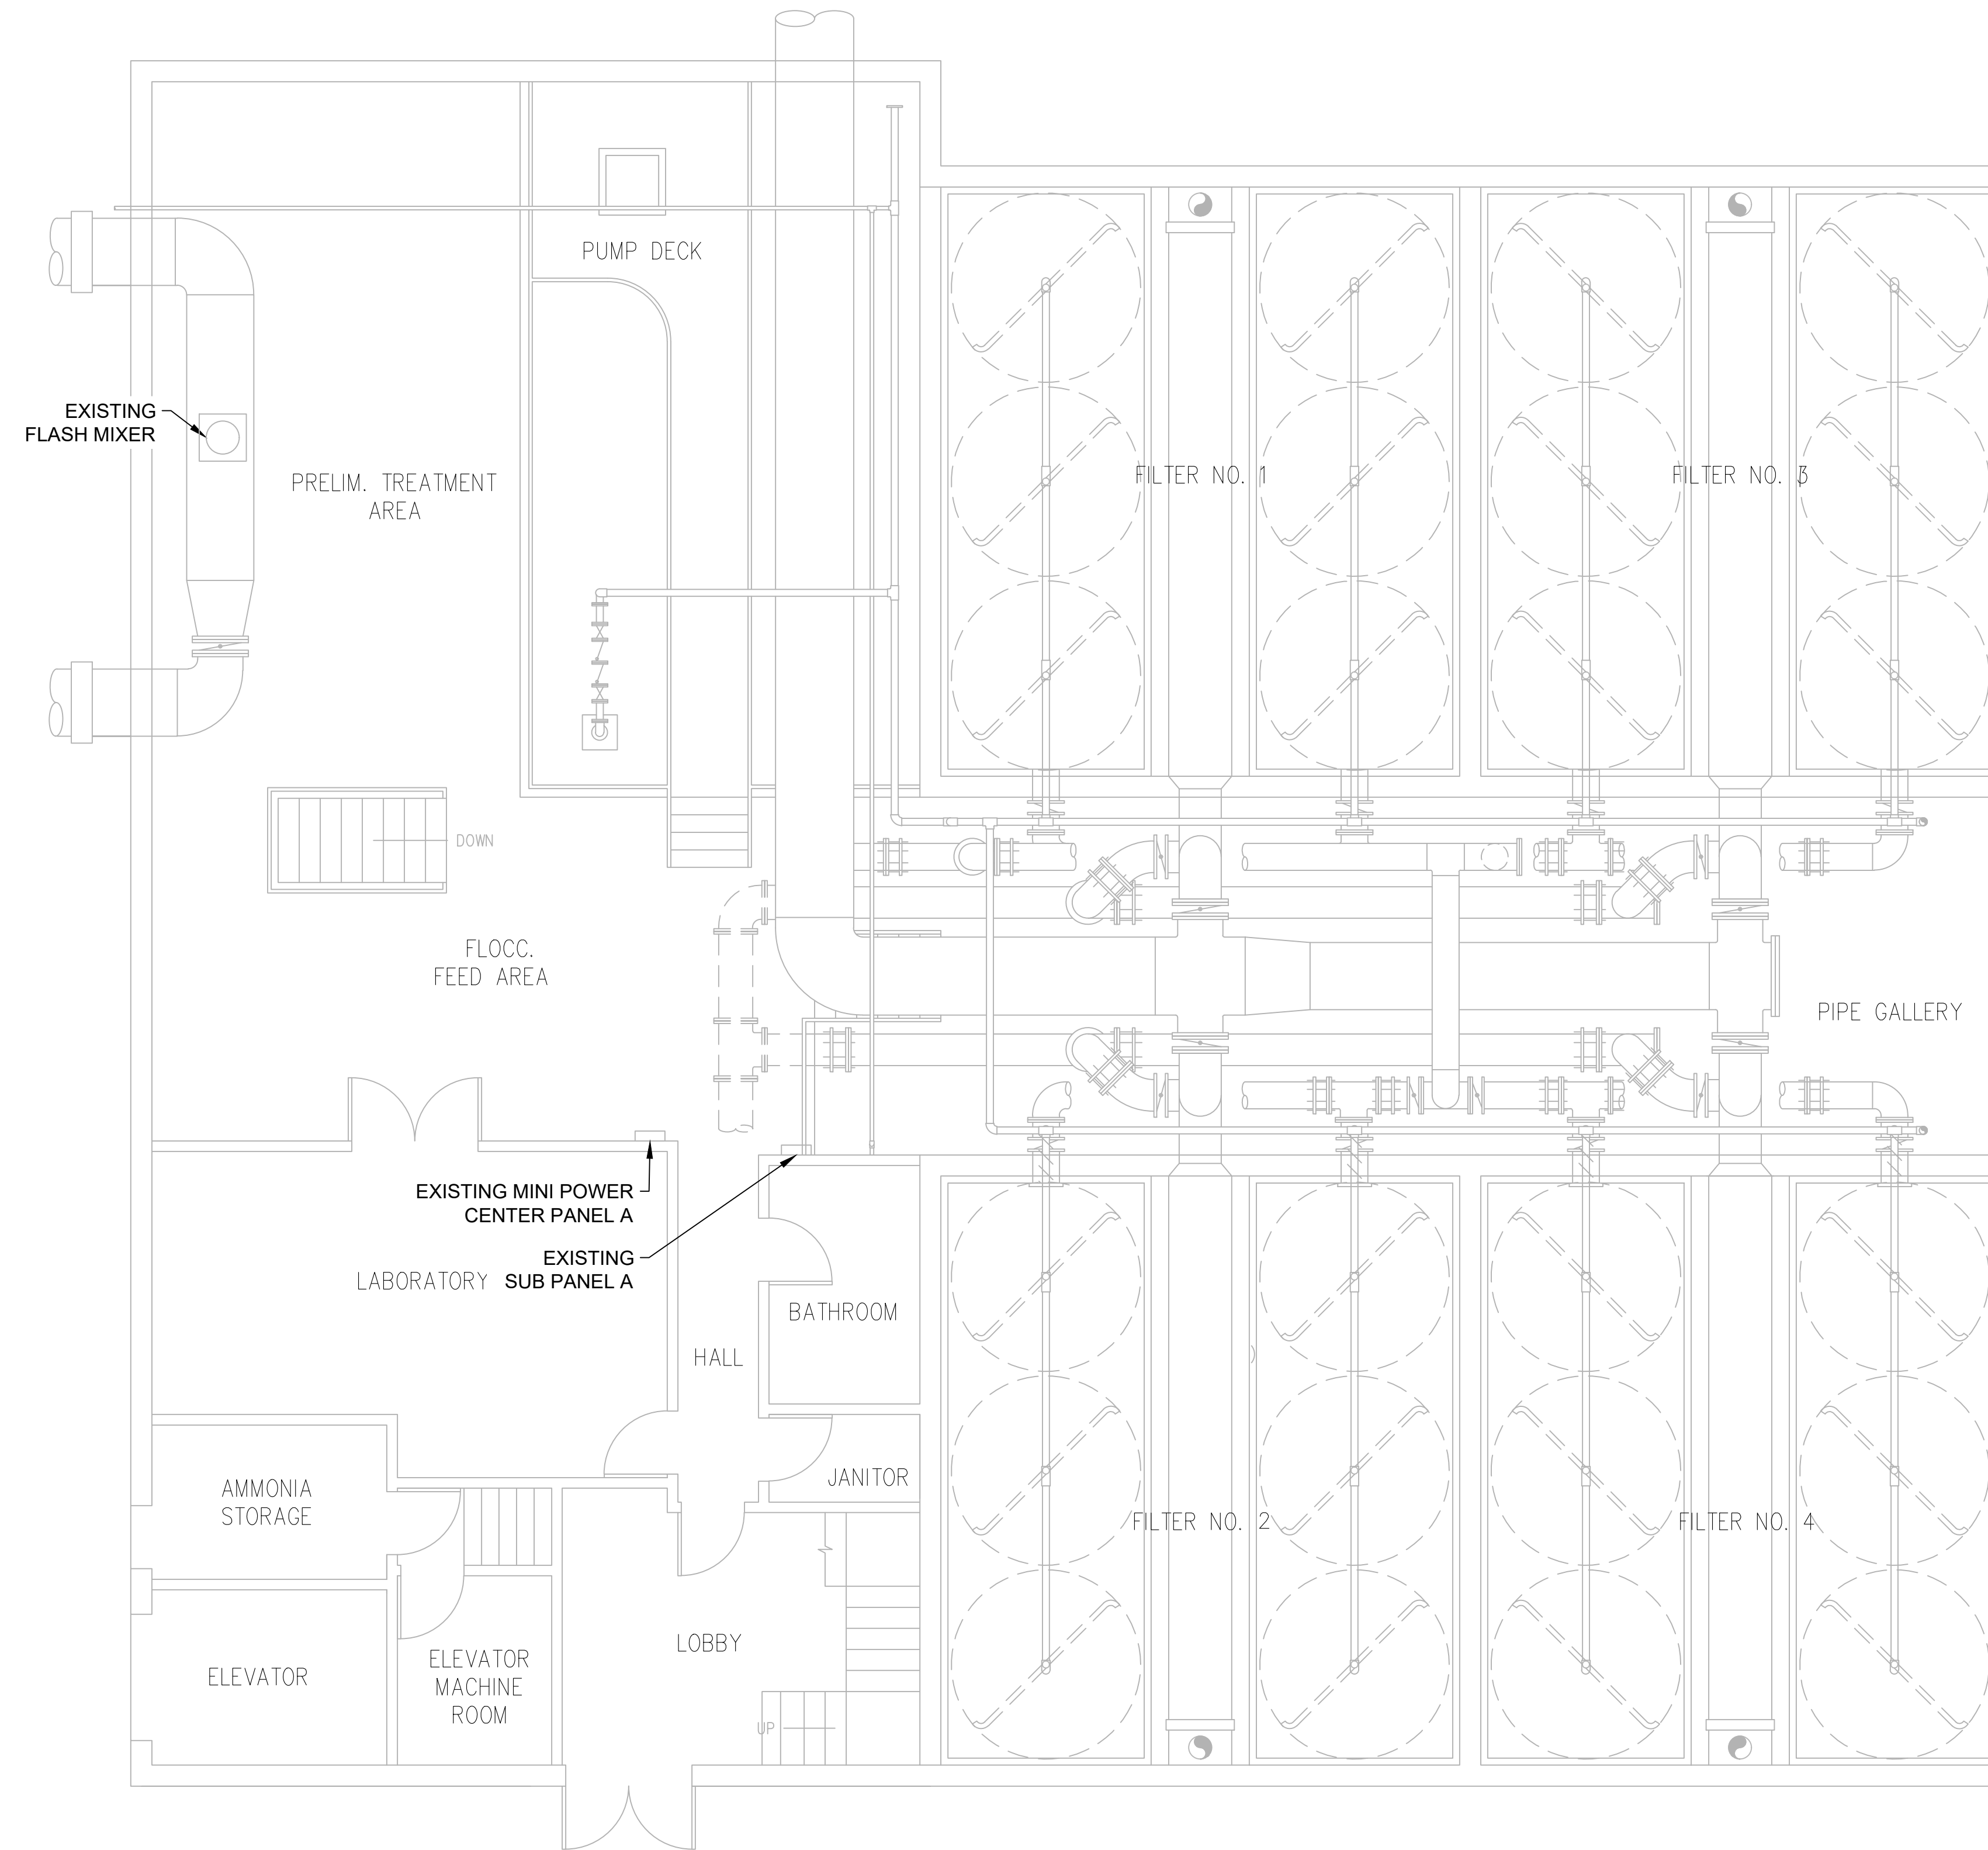 PUMP DECK
EXISTING
FLASH MIXER
PRELIM. TREATMENT
AREA
FILTER NO. 1
FILTER NO. 3
DOWN
FLOCC.
FEED AREA
PIPE GALLERY
EXISTING MINI POWER
CENTER PANEL A
EXISTING
SUB PANEL A
LABORATORY
BATHROOM
HALL
JANITOR
AMMONIA
STORAGE
FILTER NO. 2
FILTER NO. 4
LOBBY
ELEVATOR
ELEVATOR
MACHINE
ROOM
UP